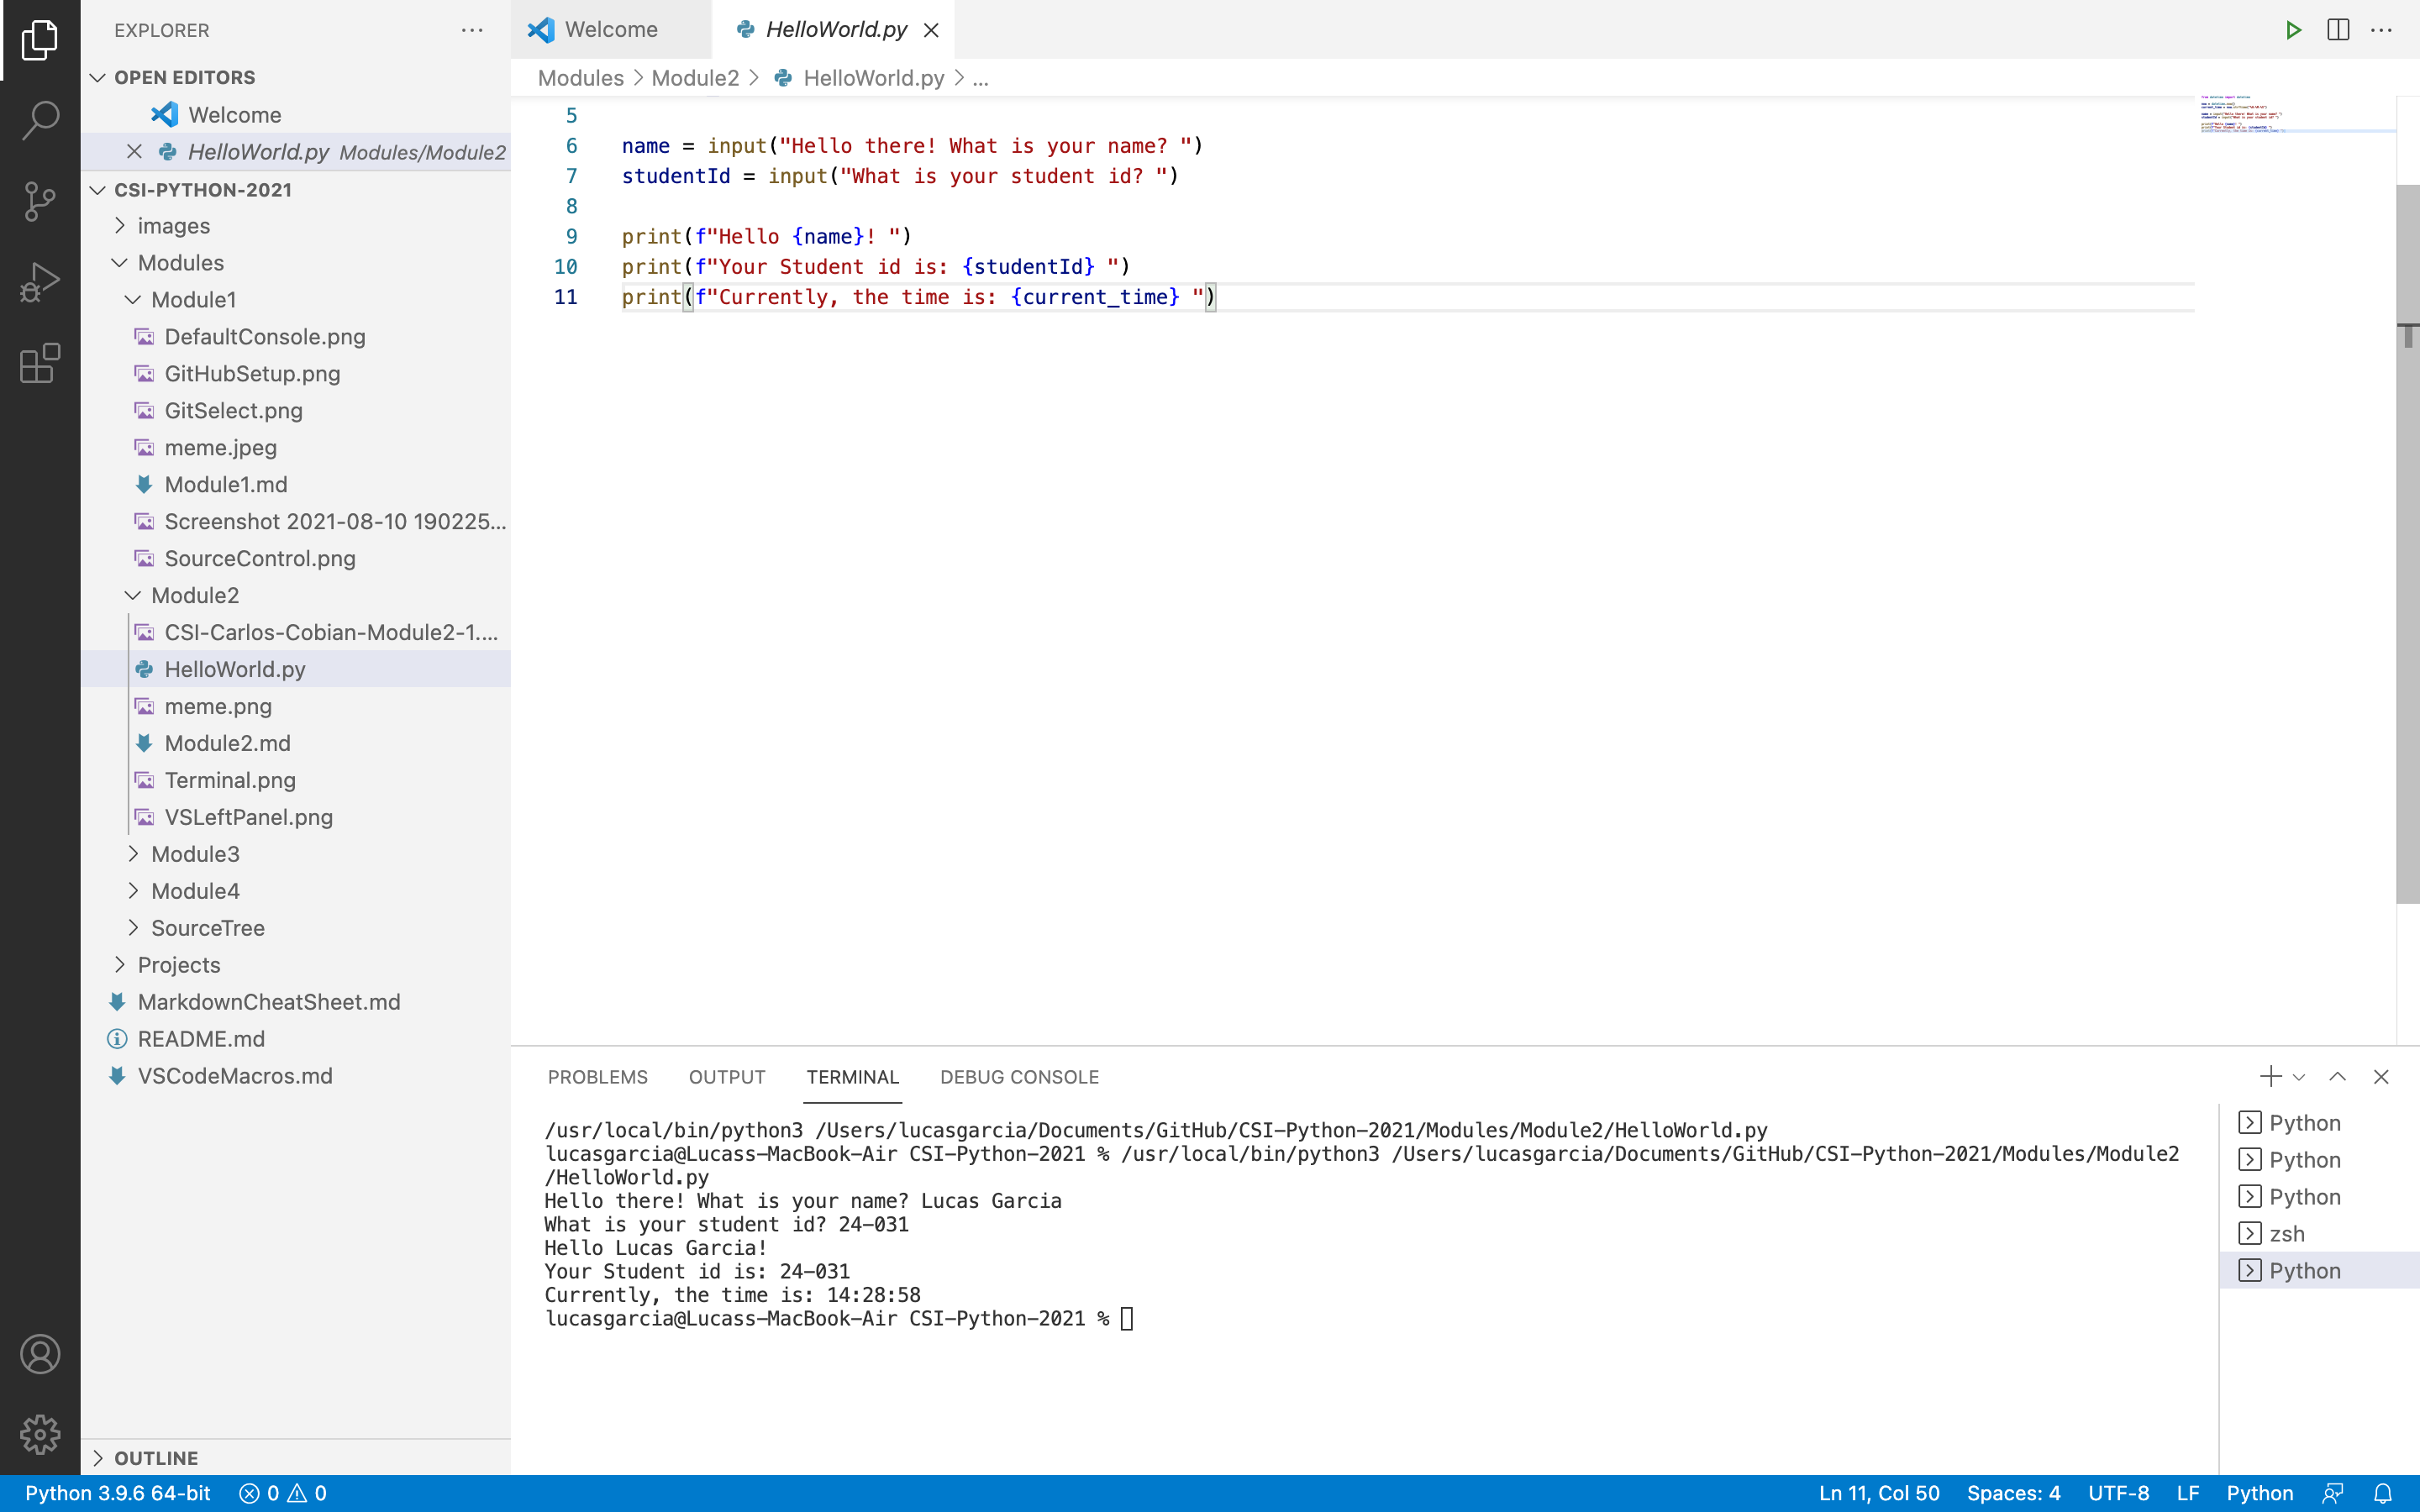 EXPLORER
OPEN EDITORS
Welcome
HelloWorld.py Modules/Module2
CSI-PYTHON-2021
images
Modules
Module1
DefaultConsole.png
GitHubSetup.png
GitSelect.png
meme.jpeg
Module1.md
Screenshot 2021-08-10 190225...
SourceControl.png
Module2
CSI-Carlos-Cobian-Module2-1....
HelloWorld.py
meme.png
Module2.md
Terminal.png
VSLeftPanel.png
Module3
Module4
SourceTree
Projects
MarkdownCheatSheet.md
README.md
VSCodeMacros.md
OUTLINE
Welcome
HelloWorld.py
Modules > Module2 > HelloWorld.py > ...
5
6 name = input("Hello there! What is your name? ")
7 studentId = input("What is your student id? ")
8
9 print(f"Hello {name}! ")
10 print(f"Your Student id is: {studentId} ")
11 print(f"Currently, the time is: {current_time} ")
PROBLEMS OUTPUT TERMINAL DEBUG CONSOLE
/usr/local/bin/python3 /Users/lucasgarcia/Documents/GitHub/CSI-Python-2021/Modules/Module2/HelloWorld.py
lucasgarcia@Lucass-MacBook-Air CSI-Python-2021 % /usr/local/bin/python3 /Users/lucasgarcia/Documents/GitHub/CSI-Python-2021/Modules/Module2
/HelloWorld.py
Hello there! What is your name? Lucas Garcia
What is your student id? 24-031
Hello Lucas Garcia!
Your Student id is: 24-031
Currently, the time is: 14:28:58
lucasgarcia@Lucass-MacBook-Air CSI-Python-2021 %
Python
Python
Python
zsh
Python
Python 3.9.6 64-bit 0 0 Ln 11, Col 50 Spaces: 4 UTF-8 LF Python